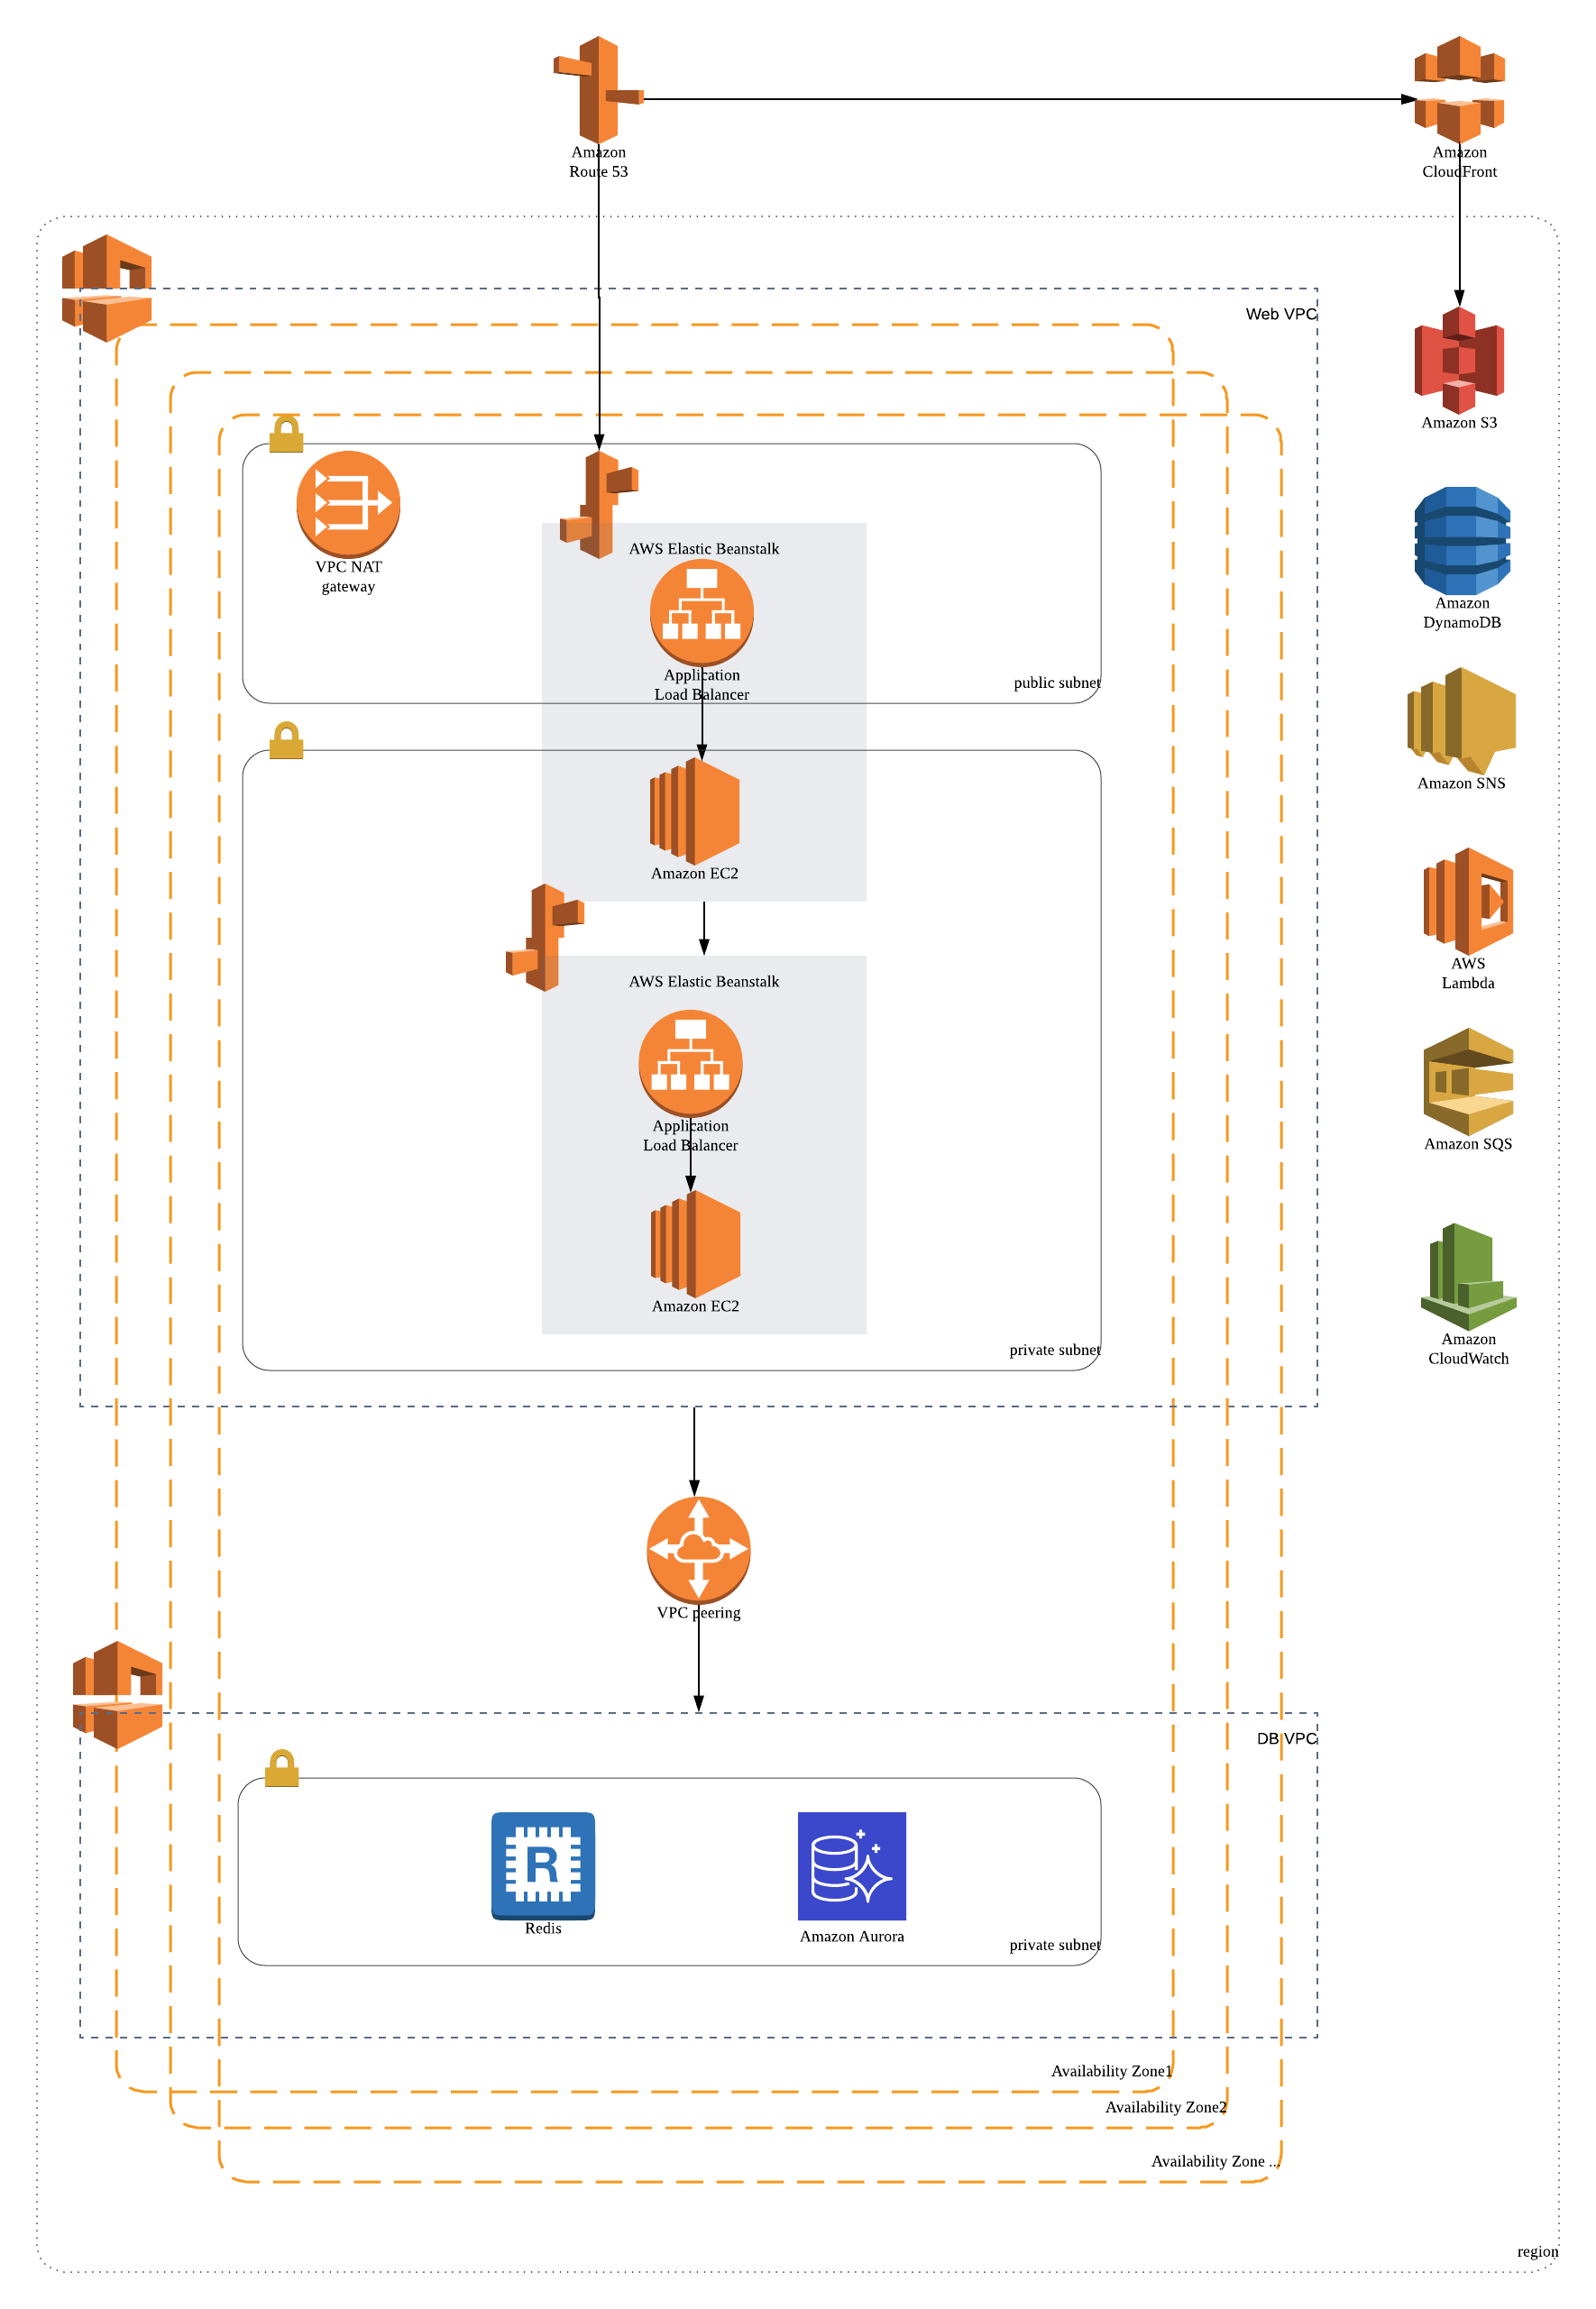 Amazon
Route 53
Amazon
CloudFront
Web VPC
Amazon S3
VPC NAT
gateway
AWS Elastic Beanstalk
Application
Load Balancer
public subnet
Amazon
DynamoDB
Amazon SNS
Amazon EC2
AWS
Lambda
AWS Elastic Beanstalk
Application
Load Balancer
Amazon SQS
Amazon EC2
private subnet
Amazon
CloudWatch
VPC peering
DB VPC
R
Redis
Amazon Aurora
private subnet
Availability Zone1
Availability Zone2
Availability Zone ...
region